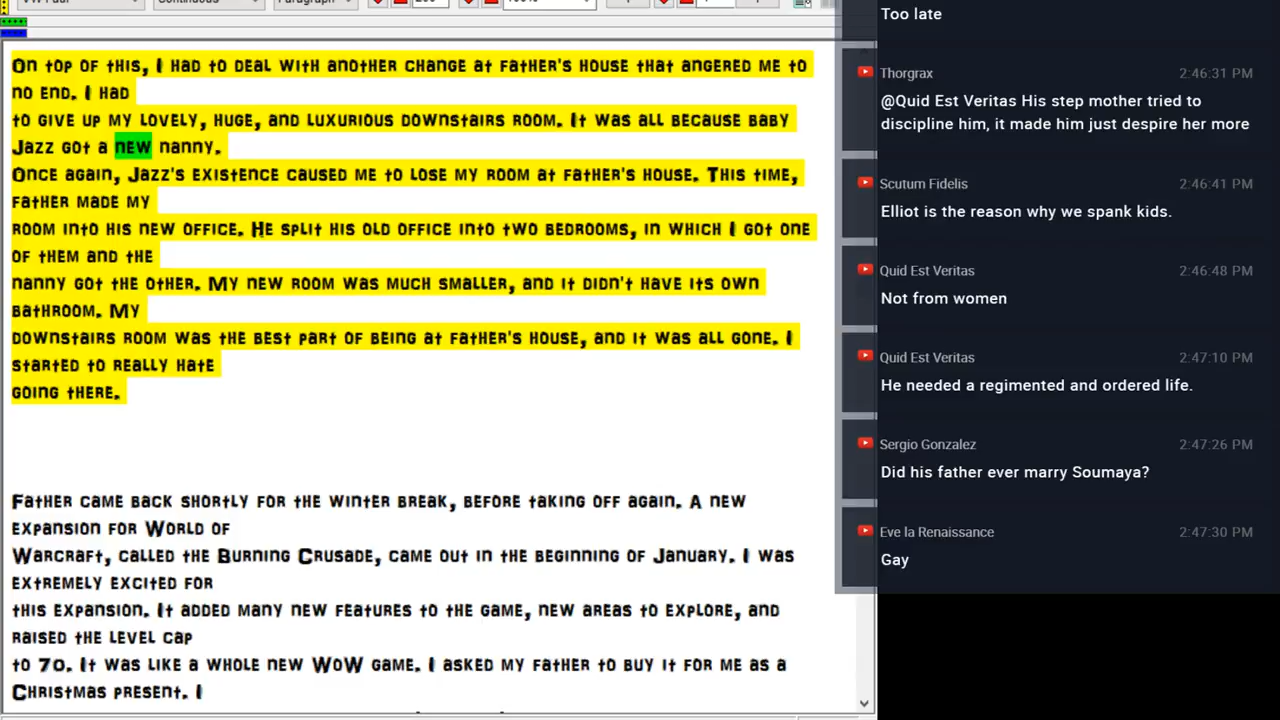 On top of this, I had to deal with another change at father's house that angered me to
no end. I had
to give up my lovely, huge, and luxurious downstairs room. It was all because baby
Jazz got a new nanny.
Once again, Jazz's existence caused me to lose my room at father's house. This time,
father made my
room into his new office. He split his old office into two bedrooms, in which I got one
of them and the
nanny got the other. My new room was much smaller, and it didn't have its own
bathroom. My
downstairs room was the best part of being at father's house, and it was all gone. I
started to really hate
going there.
Father came back shortly for the winter break, before taking off again. A new
expansion for World of
Warcraft, called the Burning Crusade, came out in the beginning of January. I was
extremely excited for
this expansion. It added many new features to the game, new areas to explore, and
raised the level cap
to 70. It was like a whole new WoW game. I asked my father to buy it for me as a
Christmas present. I
Too late
Thorgrax 2:46:31 PM
@Quid Est Veritas His step mother tried to
discipline him, it made him just despire her more
Scutum Fidelis 2:46:41 PM
Elliot is the reason why we spank kids.
Quid Est Veritas 2:46:48 PM
Not from women
Quid Est Veritas 2:47:10 PM
He needed a regimented and ordered life.
Sergio Gonzalez 2:47:26 PM
Did his father ever marry Soumaya?
Eve la Renaissance 2:47:30 PM
Gay